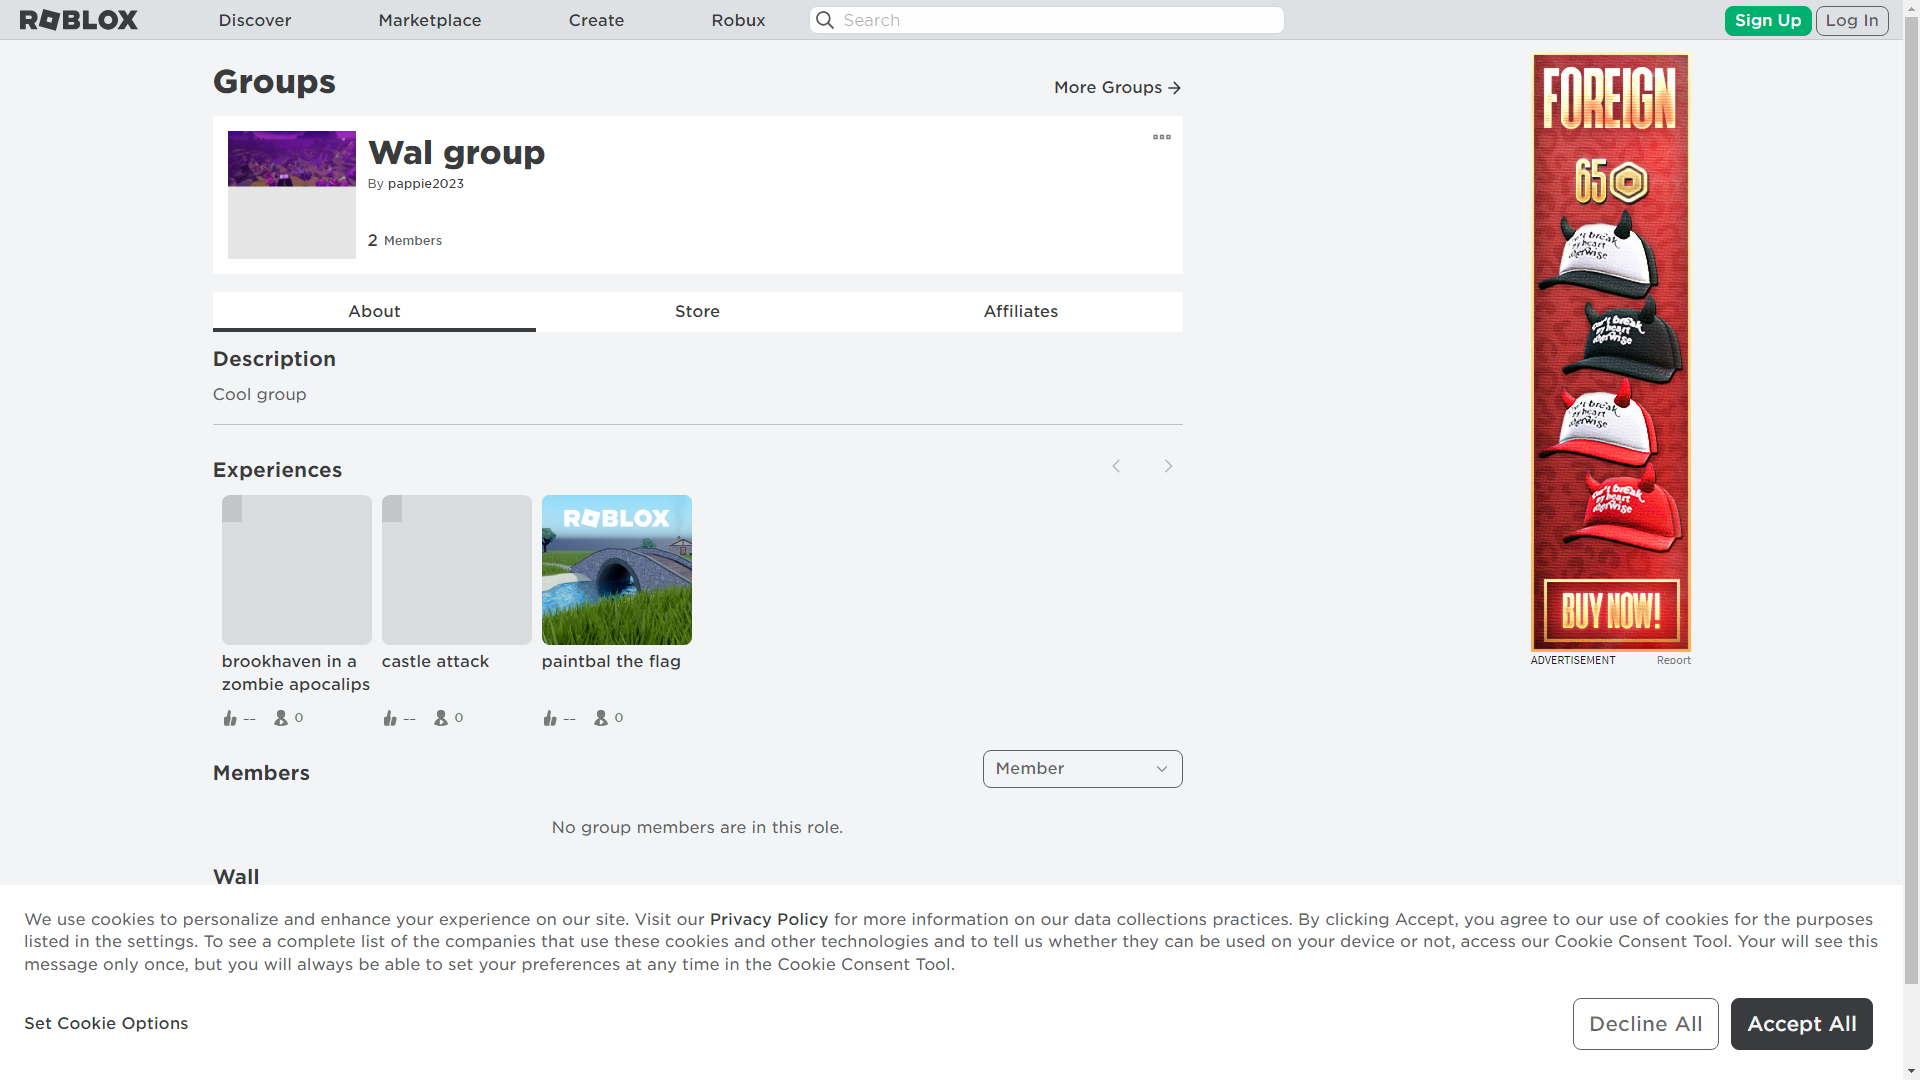 ROBLOX
Discover
Marketplace
Create
Robux
Search
Sign Up
Log In
Groups
More Groups
Wal group
By pappie2023
2 Members
About
Store
Affiliates
Description
Cool group
Experiences
ROBLOX
brookhaven in a
zombie apocalips
castle attack
paintbal the flag
-- 0
-- 0
-- 0
Members
Member
No group members are in this role.
Wall
FOREIGN
65
BUY NOW!
ADVERTISEMENT
Report
We use cookies to personalize and enhance your experience on our site. Visit our Privacy Policy for more information on our data collections practices. By clicking Accept, you agree to our use of cookies for the purposes
listed in the settings. To see a complete list of the companies that use these cookies and other technologies and to tell us whether they can be used on your device or not, access our Cookie Consent Tool. Your will see this
message only once, but you will always be able to set your preferences at any time in the Cookie Consent Tool.
Set Cookie Options
Decline All
Accept All